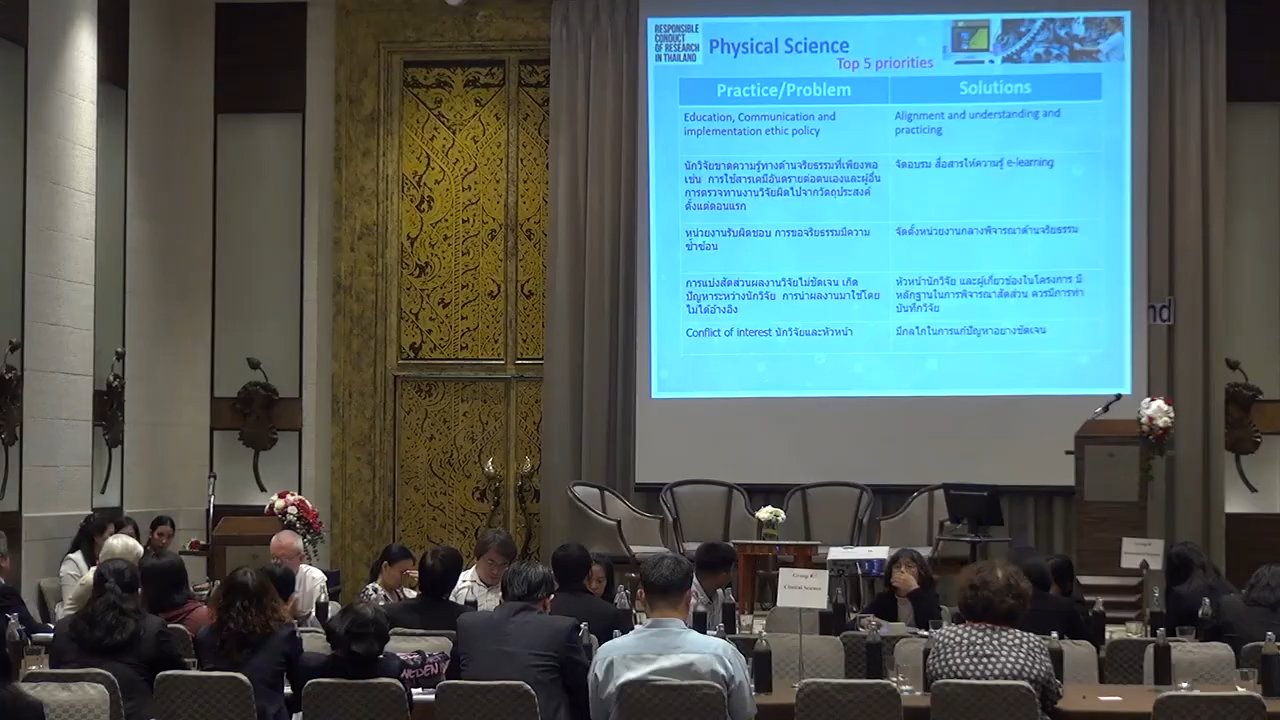 RESPONSIBLE
CONDUCT
OF RESEARCH
IN THAILAND
Physical Science
Top 5 priorities
Practice/Problem
Solutions
Education, Communication and
implementation ethic policy
Alignment and understanding and
practicing
นักวิจัยขาดความรู้ทางด้านจริยธรรมที่เพียงพอ
เช่น การใช้สารเคมีอันตรายต่อตนเองและผู้อื่น
การตรวจทานงานวิจัยผิดไปจากวัตถุประสงค์
ตั้งแต่ตอนแรก
จัดอบรม สื่อสารให้ความรู้ e-learning
หน่วยงานรับผิดชอบ การขอจริยธรรมมีความ
ซ้ำซ้อน
จัดตั้งหน่วยงานกลางพิจารณาด้านจริยธรรม
การแบ่งสัดส่วนผลงานวิจัยไม่ชัดเจน เกิด
ปัญหาระหว่างนักวิจัย การนำผลงานมาใช้โดย
ไม่ได้อ้างอิง
หัวหน้านักวิจัย และผู้เกี่ยวข้องในโครงการ มี
หลักฐานในการพิจารณาสัดส่วน ควรมีการทำ
บันทึกวิจัย
Conflict of interest นักวิจัยและหัวหน้า
มีกลไกในการแก้ปัญหาอย่างชัดเจน
nd
Group #7
Science